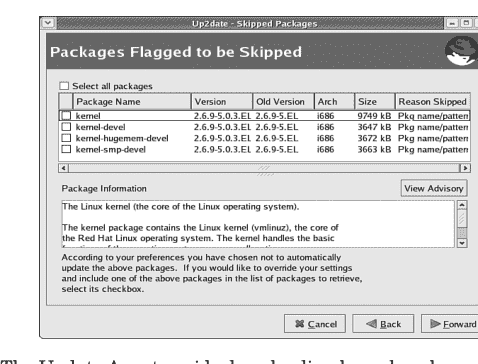 Up2date - Skipped Packages
Packages Flagged to be Skipped
Select all packages
Package Name Version Old Version Arch Size Reason Skipped
kernel 2.6.9-5.0.3.EL 2.6.9-5.EL i686 9749 kB Pkg name/pattern
kernel-devel 2.6.9-5.0.3.EL 2.6.9-5.EL i686 3647 kB Pkg name/pattern
kernel-hugemem-devel 2.6.9-5.0.3.EL 2.6.9-5.EL i686 3672 kB Pkg name/pattern
kernel-smp-devel 2.6.9-5.0.3.EL 2.6.9-5.EL i686 3663 kB Pkg name/pattern
Package Information
View Advisory
The Linux kernel (the core of the Linux operating system).
The kernel package contains the Linux kernel (vmlinuz), the core of
the Red Hat Linux operating system. The kernel handles the basic
According to your preferences you have chosen not to automatically
update the above packages. If you would like to override your settings
and include one of the above packages in the list of packages to retrieve,
select its checkbox.
Cancel Back Forward